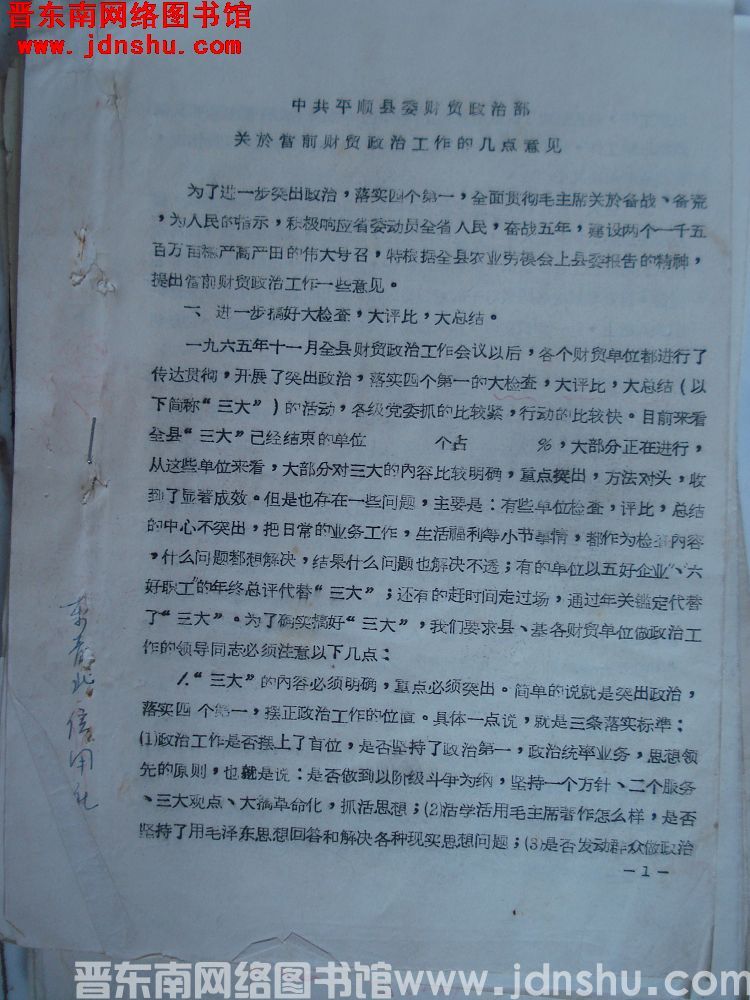 晋东南网络图书馆
www.jdnshu.com
中共平顺县委财贸政治部
关於当前财贸政治工作的几点意见
为了进一步突出政治，落实四个第一，全面贯彻毛主席关於备战、备荒
，为人民的指示，积极响应省委动员全省人民，奋战五年，建设两个一千五
百万亩稳产高产田的伟大号召，特根据全县农业劳模会上县委报告的精神，
提出当前财贸政治工作一些意见。
一、进一步搞好大检查，大评比，大总结。
一九六五年十一月全县财贸政治工作会议以后，各个财贸单位都进行了
传达贯彻，开展了突出政治，落实四个第一的大检查，大评比，大总结（以
下简称“三大”）的活动，各级党委抓的比较紧，行动的比较快。目前来看
全县“三大”已经结束的单位 个占 %，大部分正在进行，
从这些单位来看，大部分对三大的内容比较明确，重点突出，方法对头，收
到了显著成效。但是也存在一些问题，主要是：有些单位检查，评比，总结
的中心不突出，把日常的业务工作，生活福利等小节事情，都作为检查内容
，什么问题都想解决，结果什么问题也解决不透；有的单位以五好企业、六
好职工的年终总评代替“三大”；还有的赶时间走过场，通过年关鉴定代替
了“三大”。为了确实搞好“三大”，我们要求县、基各财贸单位做政治工
作的领导同志必须注意以下几点：
1.“三大”的内容必须明确，重点必须突出。简单的说就是突出政治，
落实四个第一，摆正政治工作的位置。具体一点说，就是三条落实标准：
(1)政治工作是否摆上了首位，是否坚持了政治第一，政治统率业务，思想领
先的原则，也就是说：是否做到以阶级斗争为纲，坚持一个方针、二个服务
、三大观点、大搞革命化，抓活思想；(2)活学活用毛主席著作怎么样，是否
坚持了用毛泽东思想回答和解决各种现实思想问题；(3)是否发动群众做政治
—1—
信用社
晋东南网络图书馆www.jdnshu.com